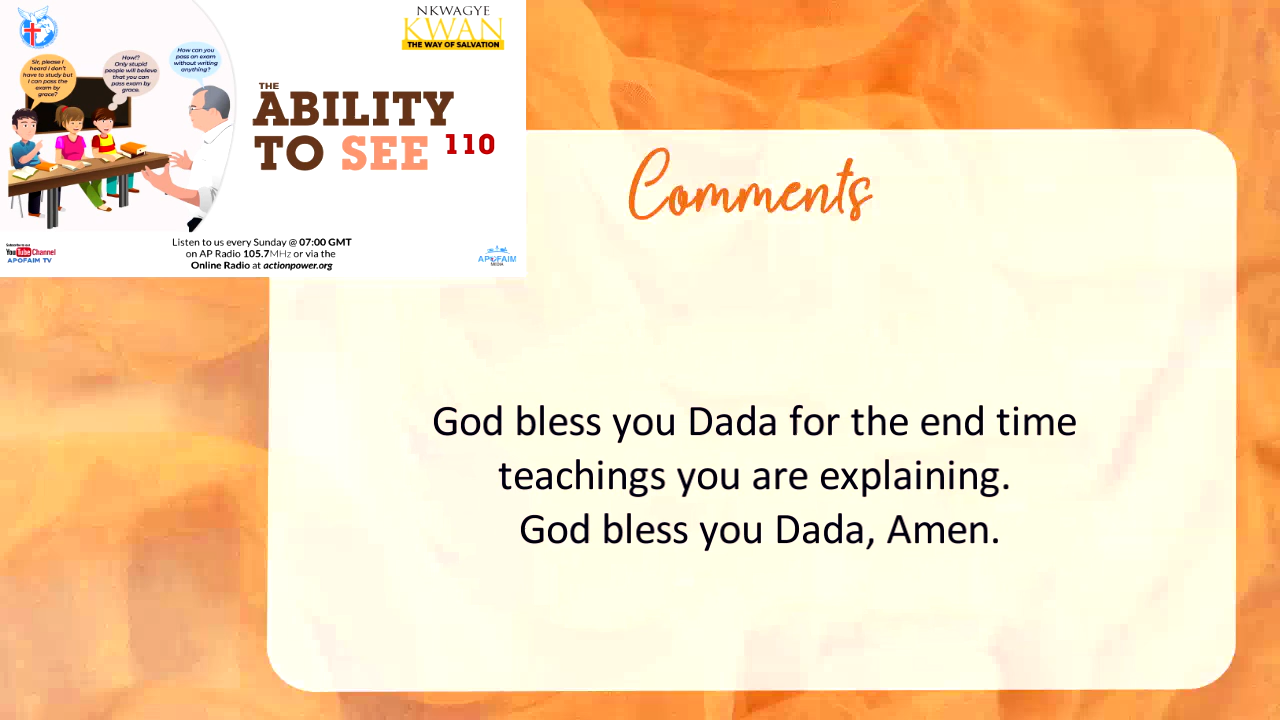 NKWAGYE
KWAN
THE WAY OF SALVATION
Sir, please I
heard I don't
have to study but
I can pass the
exam by
grace?
How!?
Only stupid
people will believe
that you can
pass exam by
grace.
How can you
pass an exam
without writing
anything?
THE
ABILITY
TO SEE 110
Listen to us every Sunday @ 07:00 GMT
on AP Radio 105.7MHz or via the
Online Radio at actionpower.org
Subscribe to our
YouTube Channel
APOFAIM TV
APOFAIM
MEDIA
Comments
God bless you Dada for the end time
teachings you are explaining.
God bless you Dada, Amen.